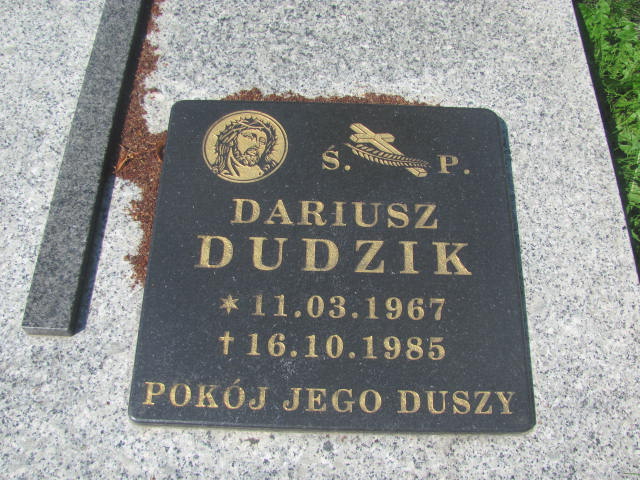 Ś. P.
DARIUSZ
DUDZIK
✶ 11.03.1967
† 16.10.1985
POKÓJ JEGO DUSZY